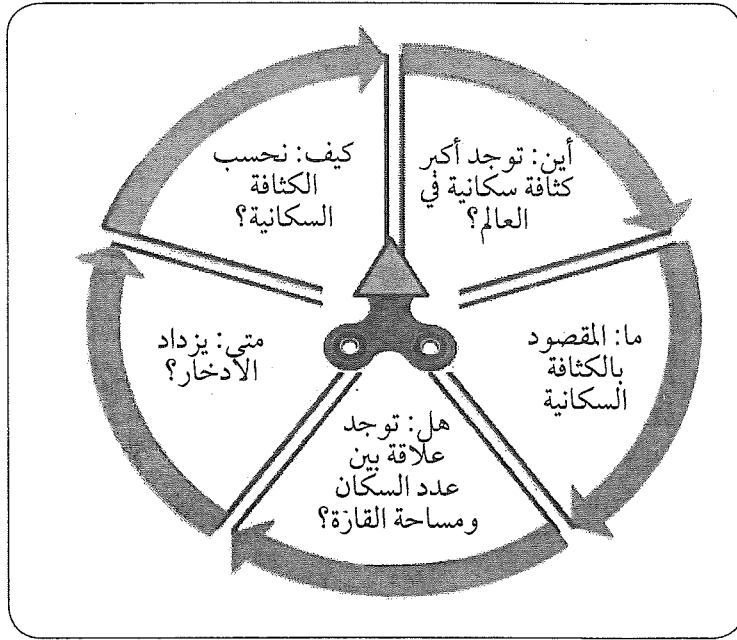 أين: توجد أكبر
كثافة سكانية في
العالم؟
ما: المقصود
بالكثافة
السكانية
هل: توجد
علاقة بين
عدد السكان
ومساحة القارة؟
متى: يزداد
الادخار؟
كيف: نحسب
الكثافة
السكانية؟